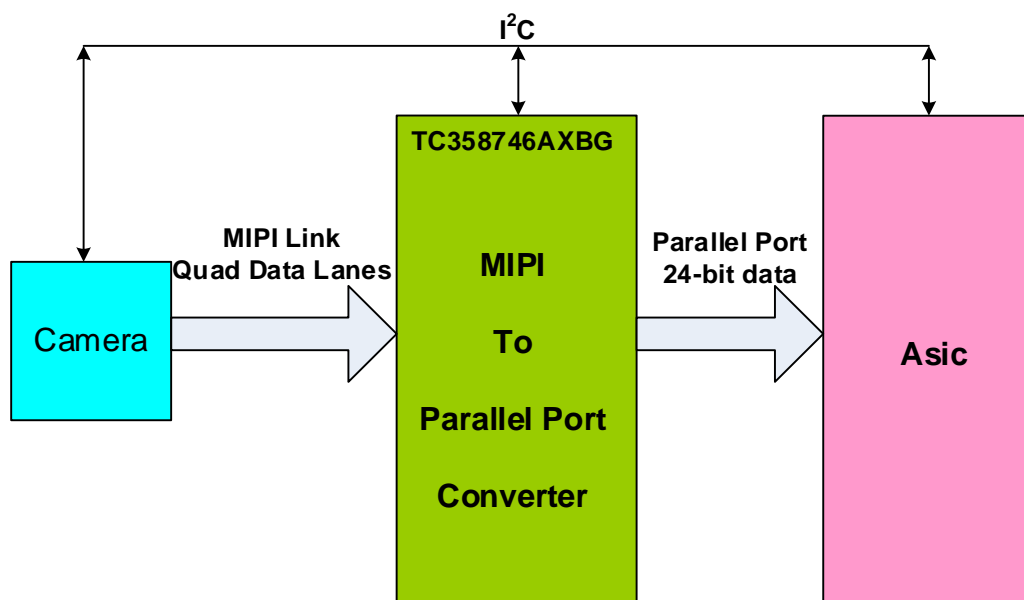 I²C
TC358746AXBG
MIPI Link
Quad Data Lanes
Parallel Port
24-bit data
Camera
MIPI
To
Parallel Port
Converter
Asic